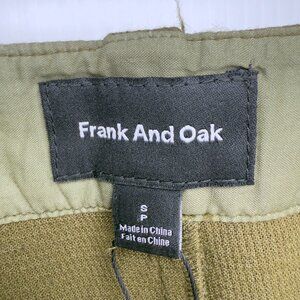 Frank And Oak
S
P
Made in China
Fait en Chine